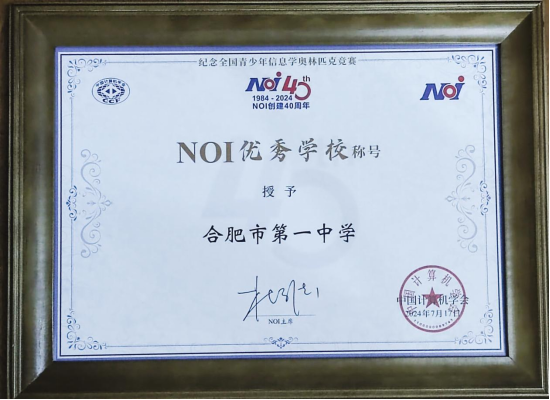 纪念全国青少年信息学奥林匹克竞赛
CCF
NOI 40th
1984 - 2024
NOI创建40周年
NOI
NOI优秀学校称号
授予
合肥市第一中学
NOI主席
中国计算机学会
2024年7月17日